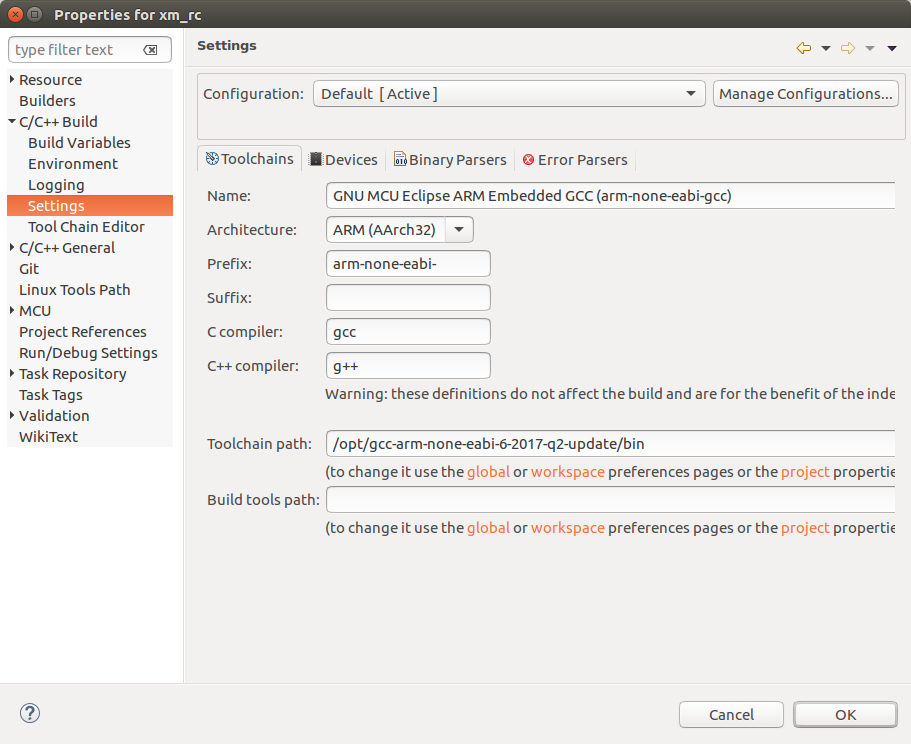 Properties for xm_rc
type filter text
Resource
Builders
C/C++ Build
Build Variables
Environment
Logging
Settings
Tool Chain Editor
C/C++ General
Git
Linux Tools Path
MCU
Project References
Run/Debug Settings
Task Repository
Task Tags
Validation
WikiText
Settings
Configuration: Default [ Active ] Manage Configurations...
Toolchains Devices Binary Parsers Error Parsers
Name: GNU MCU Eclipse ARM Embedded GCC (arm-none-eabi-gcc)
Architecture: ARM (AArch32)
Prefix: arm-none-eabi-
Suffix:
C compiler: gcc
C++ compiler: g++
Warning: these definitions do not affect the build and are for the benefit of the inde
Toolchain path: /opt/gcc-arm-none-eabi-6-2017-q2-update/bin
(to change it use the global or workspace preferences pages or the project propertie
Build tools path:
(to change it use the global or workspace preferences pages or the project propertie
Cancel OK